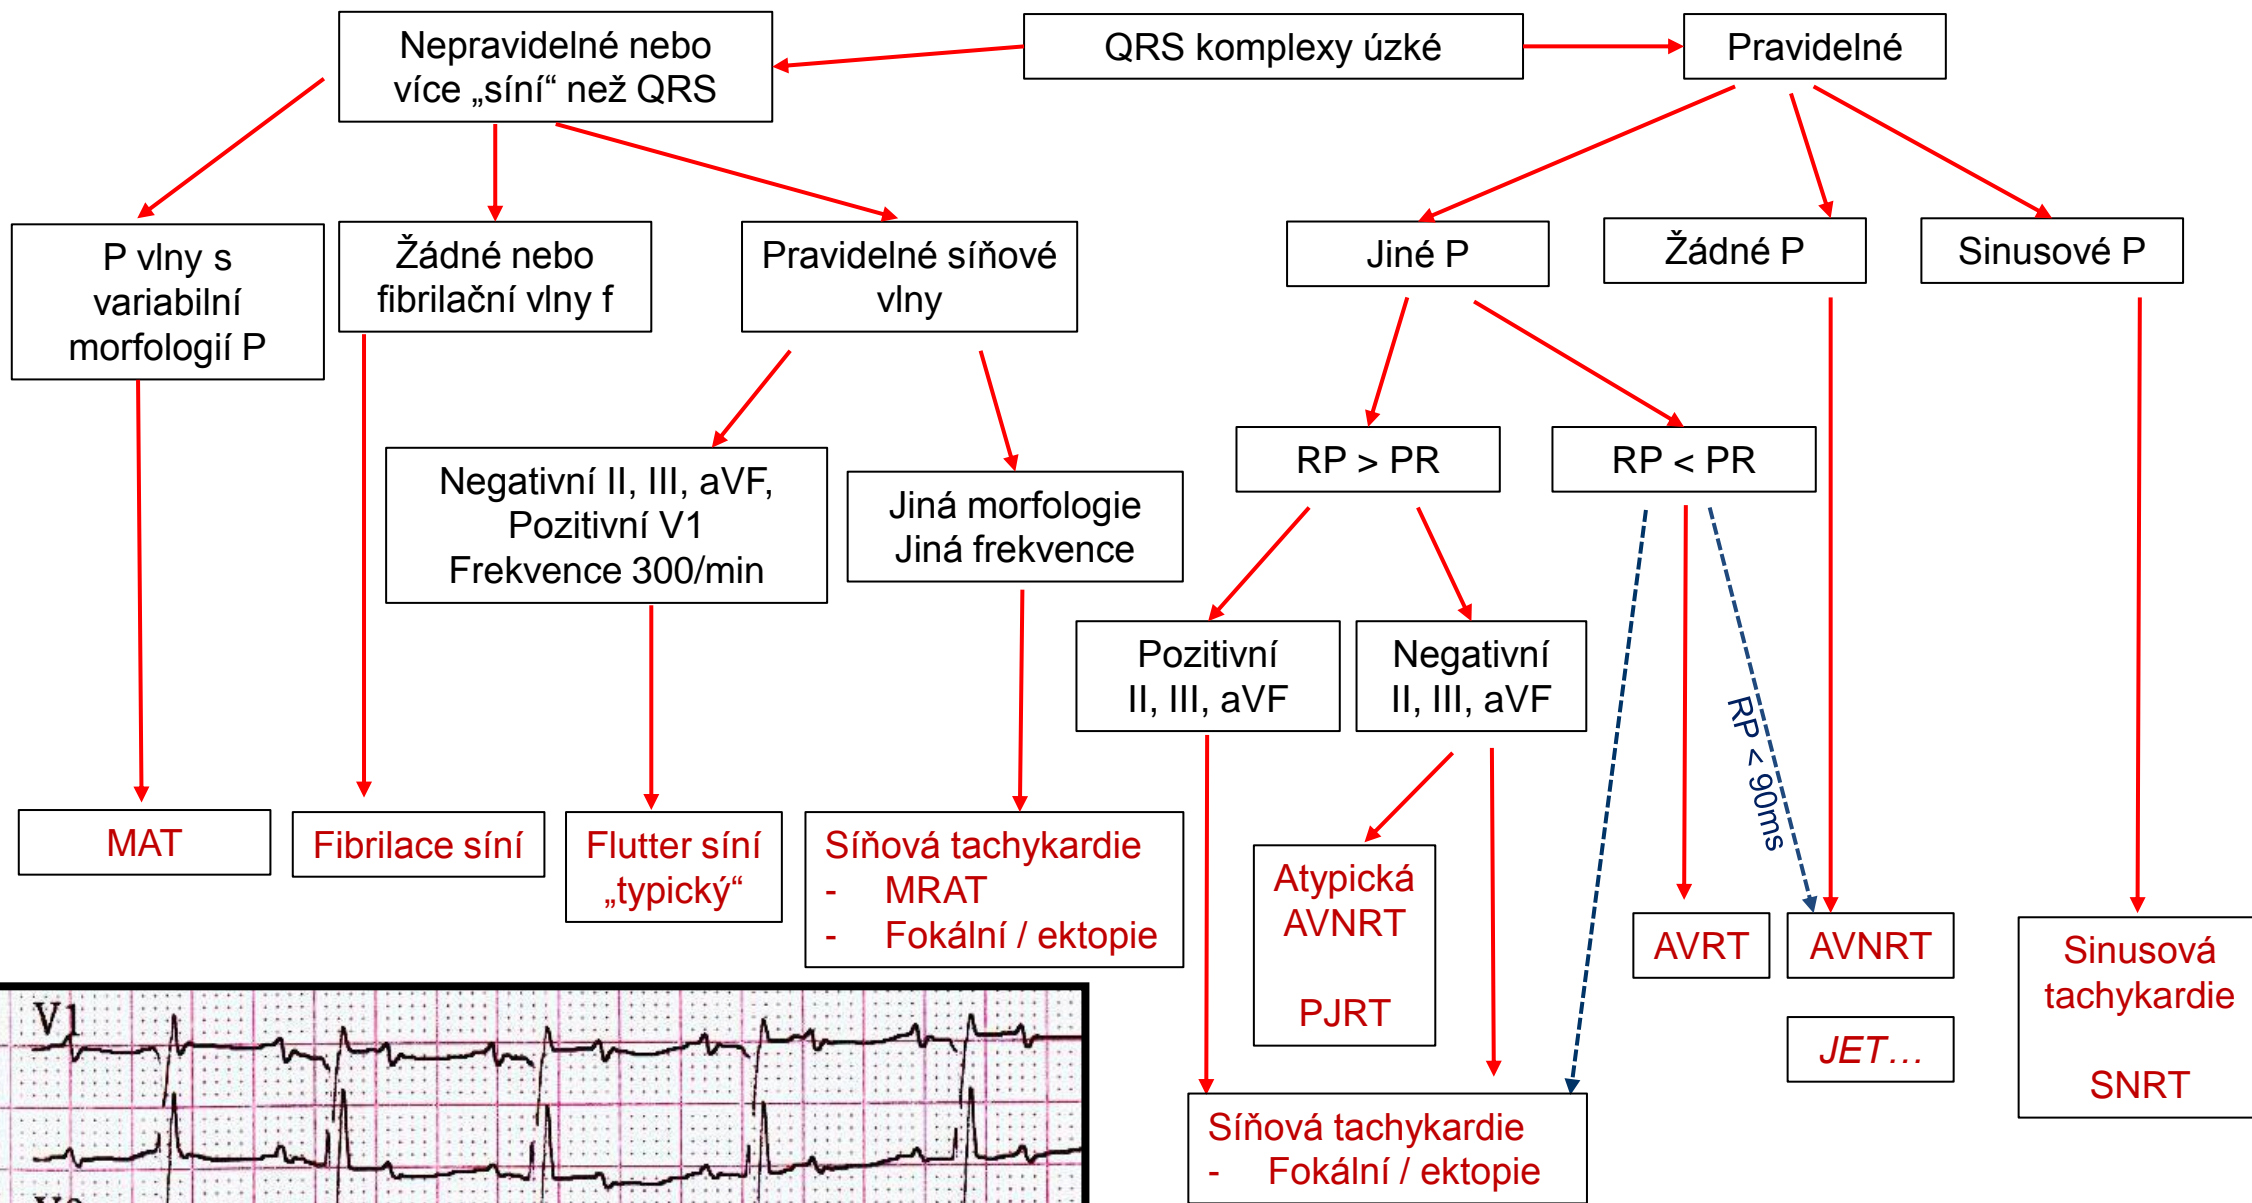 Nepravidelné nebo
více „síní“ než QRS
QRS komplexy úzké
Pravidelné
P vlny s
variabilní
morfologií P
Žádné nebo
fibrilační vlny f
Pravidelné síňové
vlny
Jiné P
Žádné P
Sinusové P
Negativní II, III, aVF,
Pozitivní V1
Frekvence 300/min
Jiná morfologie
Jiná frekvence
RP > PR
RP < PR
Pozitivní
II, III, aVF
Negativní
II, III, aVF
RP < 90ms
MAT
Fibrilace síní
Flutter síní
„typický“
Síňová tachykardie
- MRAT
- Fokální / ektopie
Atypická
AVNRT
PJRT
AVRT
AVNRT
JET…
Sinusová
tachykardie
SNRT
Síňová tachykardie
- Fokální / ektopie
V1